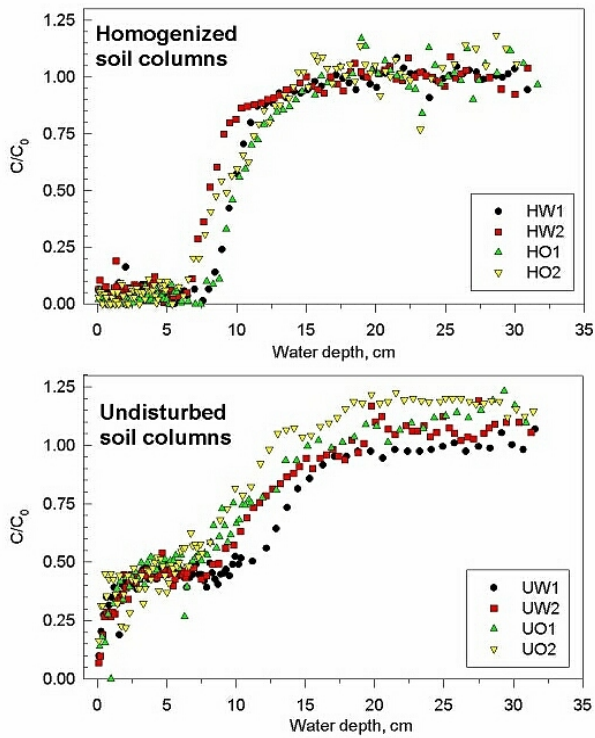 Homogenized
soil columns
1.25
1.00
0.75
0.50
0.25
0.00
C/C0
HW1
HW2
HO1
HO2
0 5 10 15 20 25 30 35
Water depth, cm
Undisturbed
soil columns
1.25
1.00
0.75
0.50
0.25
0.00
C/C0
UW1
UW2
UO1
UO2
0 5 10 15 20 25 30 35
Water depth, cm